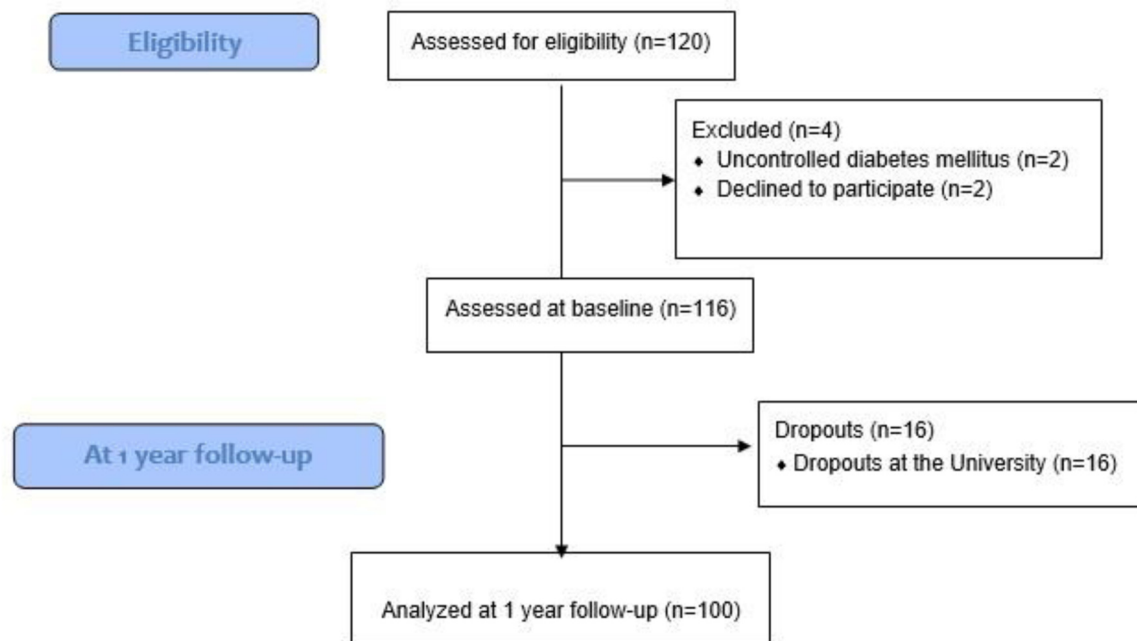 Eligibility
Assessed for eligibility (n=120)
Excluded (n=4)
♦ Uncontrolled diabetes mellitus (n=2)
♦ Declined to participate (n=2)
Assessed at baseline (n=116)
At 1 year follow-up
Dropouts (n=16)
♦ Dropouts at the University (n=16)
Analyzed at 1 year follow-up (n=100)